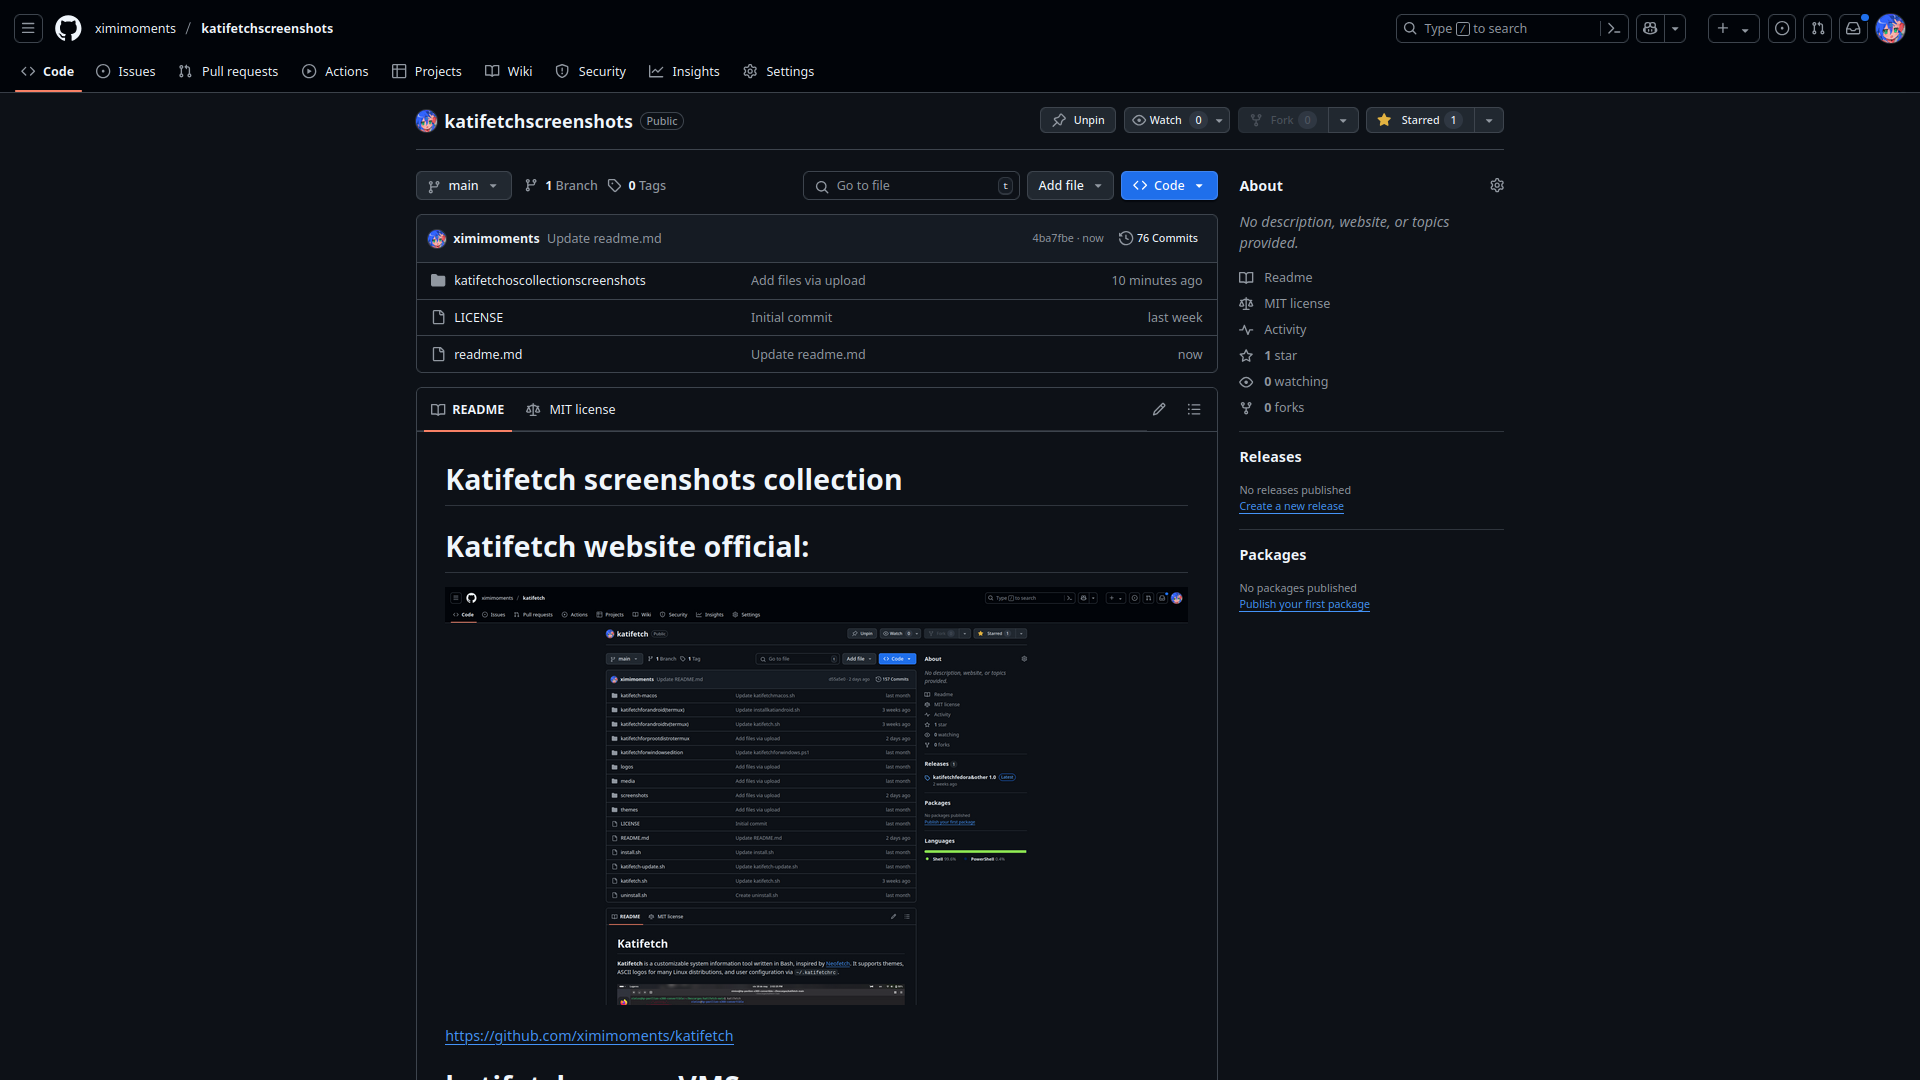 ximimoments / katifetchscreenshots
Type / to search
Code Issues Pull requests Actions Projects Wiki Security Insights Settings
katifetchscreenshots Public
Unpin Watch 0 Fork 0 Starred 1
main 1 Branch 0 Tags Go to file t Add file Code
ximimoments Update readme.md 4ba7fbe · now 76 Commits
katifetchoscollectionscreenshots Add files via upload 10 minutes ago
LICENSE Initial commit last week
readme.md Update readme.md now
README MIT license
Katifetch screenshots collection
Katifetch website official:
ximimoments / katifetch
Type / to search
Code Issues Pull requests Actions Projects Wiki Security Insights Settings
katifetch Public
Unpin Watch 0 Fork 0 Starred 1
main 1 Branch 1 Tag Go to file t Add file Code
ximimoments Update README.md 2 days ago 157 Commits
katifetch-macos Update katifetchmacos.sh last month
katifetchforandroid(termux) Update installkatiandroid.sh 3 weeks ago
katifetchforandroidtv(termux) Update katifetch.sh 3 weeks ago
katifetchforprootdistrotermux Add files via upload 2 days ago
katifetchforwindowsedition Update katifetchforwindows.ps1 last month
logos Add files via upload last month
media Add files via upload last month
screenshots Add files via upload 2 days ago
themes Add files via upload last month
LICENSE Initial commit last month
README.md Update README.md 2 days ago
install.sh Update install.sh last month
katifetch-update.sh Update katifetch-update.sh last month
katifetch.sh Update katifetch.sh 3 weeks ago
uninstall.sh Create uninstall.sh last month
README MIT license
Katifetch
Katifetch is a customizable system information tool written in Bash, inspired by Neofetch. It supports themes,
ASCII logos for many Linux distributions, and user configuration via ~/.katifetchrc.
About
No description, website, or topics
provided.
Readme
MIT license
Activity
1 star
0 watching
0 forks
Releases 1
katifetchfedora&other 1.0 Latest
2 weeks ago
Packages
No packages published
Publish your first package
Languages
Shell 99.6% PowerShell 0.4%
https://github.com/ximimoments/katifetch
About
No description, website, or topics
provided.
Readme
MIT license
Activity
1 star
0 watching
0 forks
Releases
No releases published
Create a new release
Packages
No packages published
Publish your first package